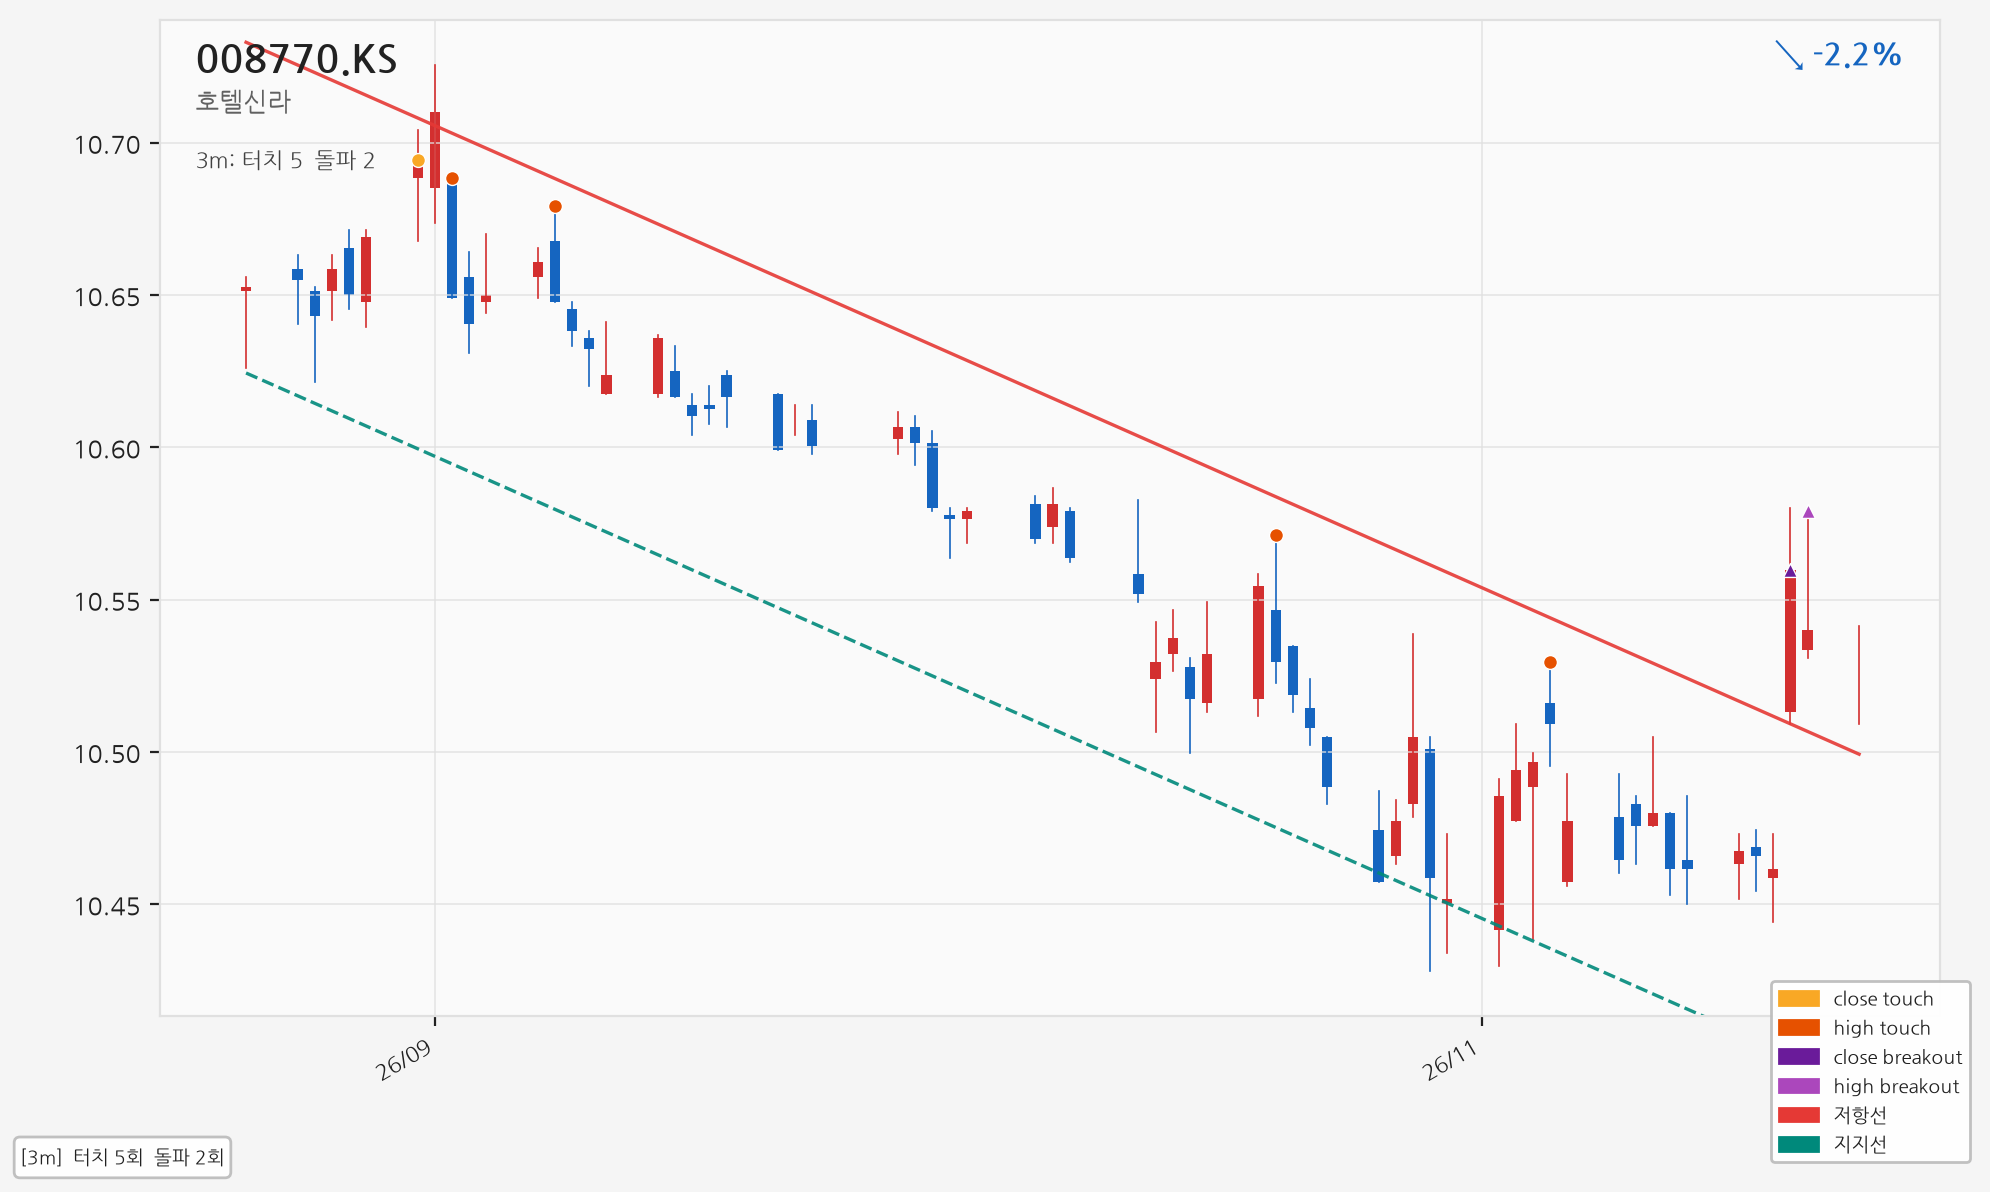 008770.KS
호텔신라
3m: 터치 5 돌파 2
-2.2%
10.70
10.65
10.60
10.55
10.50
10.45
26/09
26/11
close touch
high touch
close breakout
high breakout
저항선
지지선
[3m] 터치 5회 돌파 2회